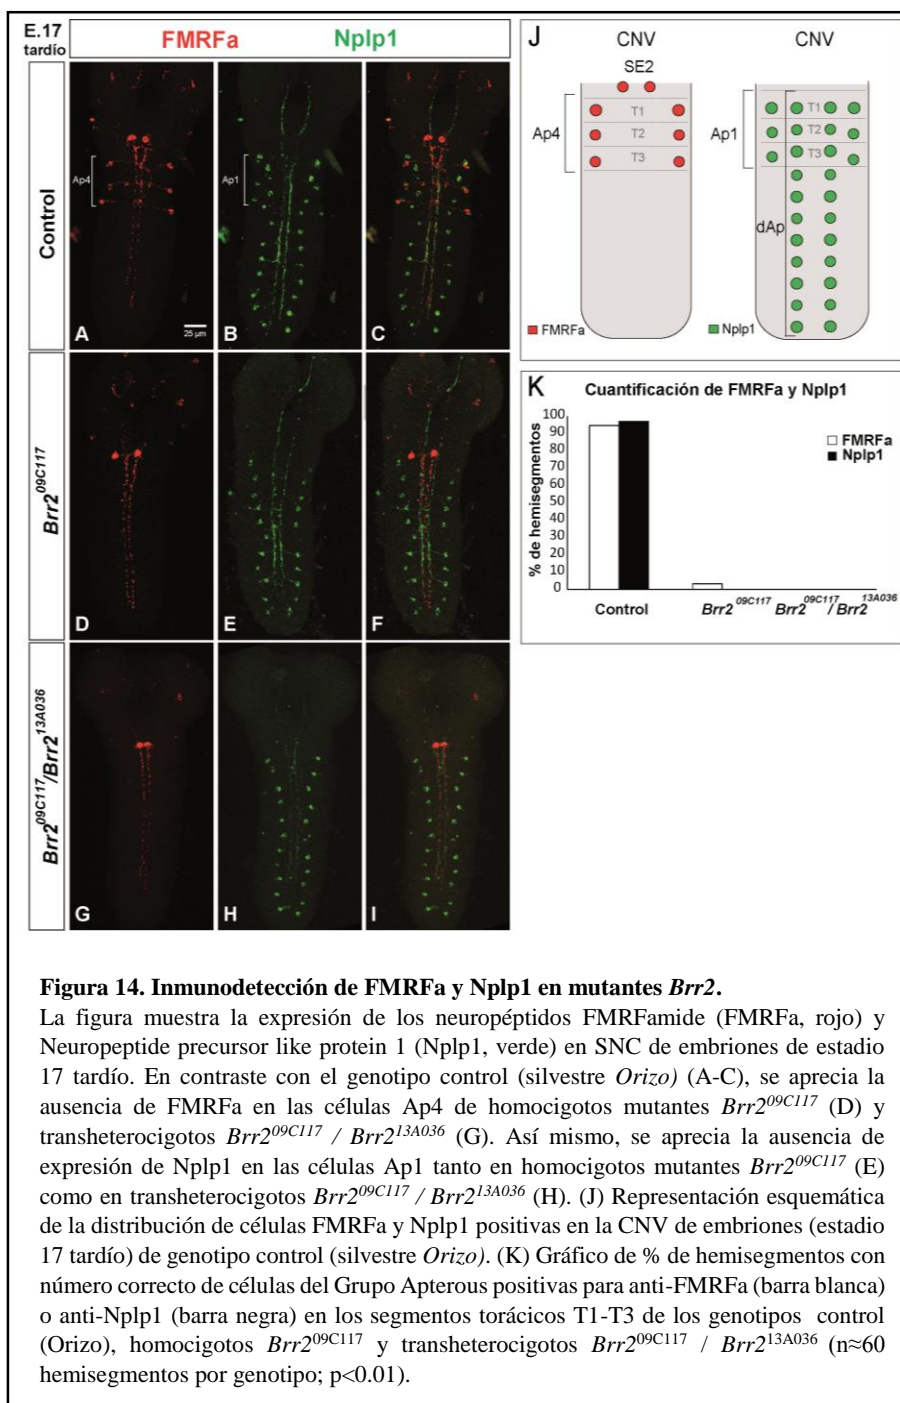 E.17
tardío
FMRFa
Nplp1
Control
Ap4
A
25 µm
Ap1
B
C
Brr2^09C117
D
E
F
Brr2^09C117/Brr2^13A036
G
H
I
J
CNV
CNV
SE2
Ap4
T1
T2
T3
Ap1
T1
T2
T3
dAp
FMRFa
Nplp1
K
Cuantificación de FMRFa y Nplp1
% de hemisegmentos
100
90
80
70
60
50
40
30
20
10
0
FMRFa
Nplp1
Control
Brr2^09C117
Brr2^09C117/Brr2^13A036
Figura 14. Inmunodetección de FMRFa y Nplp1 en mutantes Brr2.
La figura muestra la expresión de los neuropéptidos FMRFamide (FMRFa, rojo) y
Neuropeptide precursor like protein 1 (Nplp1, verde) en SNC de embriones de estadio
17 tardío. En contraste con el genotipo control (silvestre Orizo) (A-C), se aprecia la
ausencia de FMRFa en las células Ap4 de homocigotos mutantes Brr2^09C117 (D) y
transheterocigotos Brr2^09C117 / Brr2^13A036 (G). Así mismo, se aprecia la ausencia de
expresión de Nplp1 en las células Ap1 tanto en homocigotos mutantes Brr2^09C117 (E)
como en transheterocigotos Brr2^09C117 / Brr2^13A036 (H). (J) Representación esquemática
de la distribución de células FMRFa y Nplp1 positivas en la CNV de embriones (estadio
17 tardío) de genotipo control (silvestre Orizo). (K) Gráfico de % de hemisegmentos con
número correcto de células del Grupo Apterous positivas para anti-FMRFa (barra blanca)
o anti-Nplp1 (barra negra) en los segmentos torácicos T1-T3 de los genotipos control
(Orizo), homocigotos Brr2^09C117 y transheterocigotos Brr2^09C117 / Brr2^13A036 (n≈60
hemisegmentos por genotipo; p<0.01).